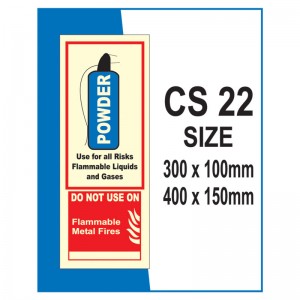 POWDER
Use for all Risks
Flammable Liquids
and Gases
DO NOT USE ON
Flammable
Metal Fires
CS 22
SIZE
300 x 100mm
400 x 150mm